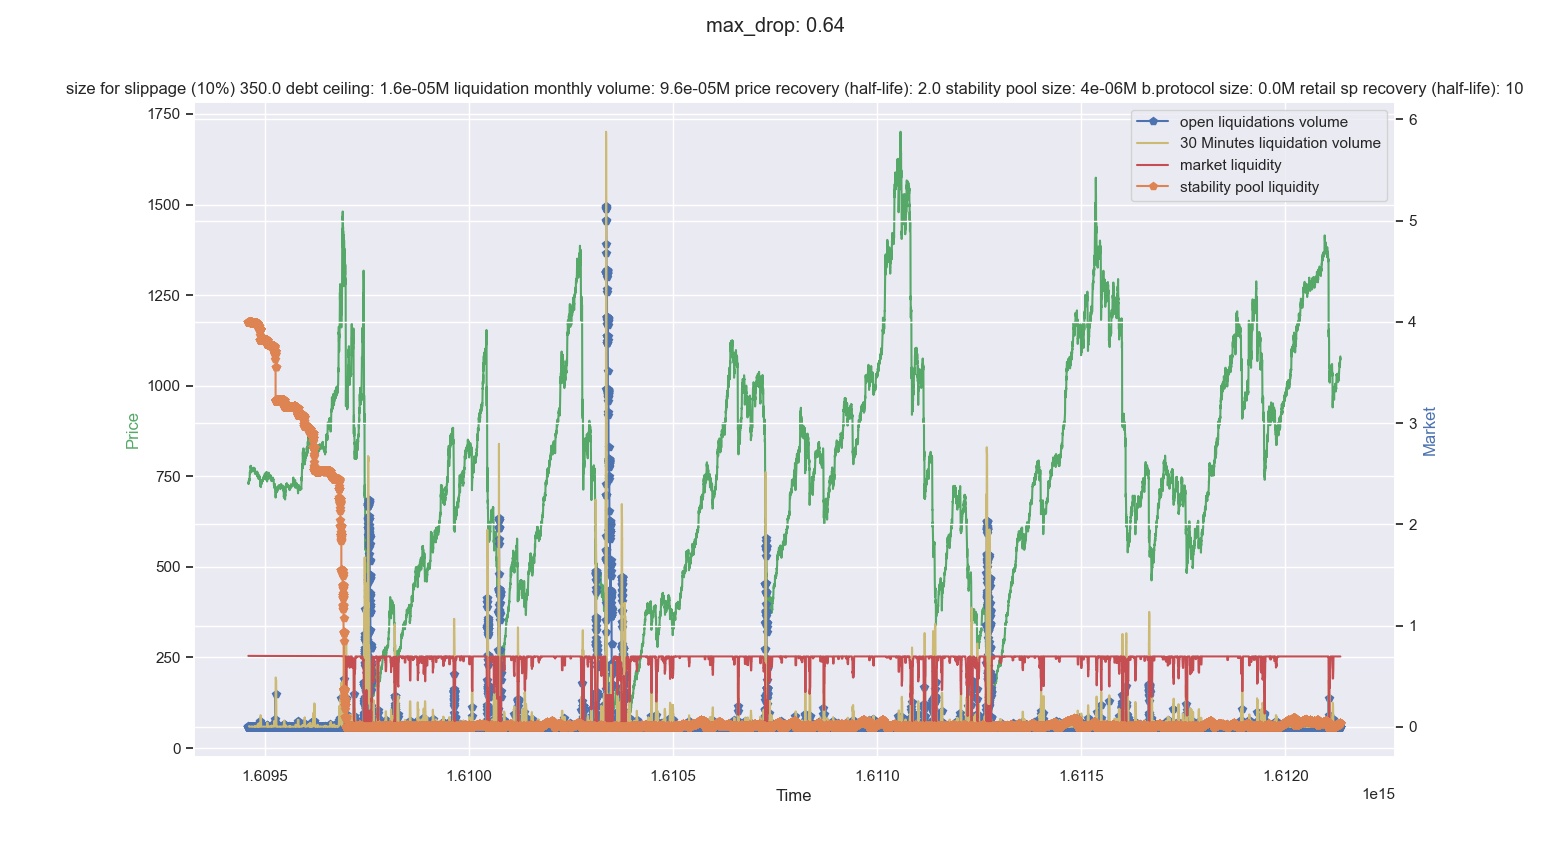 max_drop: 0.64
size for slippage (10%) 350.0 debt ceiling: 1.6e-05M liquidation monthly volume: 9.6e-05M price recovery (half-life): 2.0 stability pool size: 4e-06M b.protocol size: 0.0M retail sp recovery (half-life): 10
open liquidations volume
30 Minutes liquidation volume
market liquidity
stability pool liquidity
1750
1500
1250
1000
750
500
250
0
Price
6
5
4
3
2
1
0
Market
1.6095 1.6100 1.6105 1.6110 1.6115 1.6120
1e15
Time